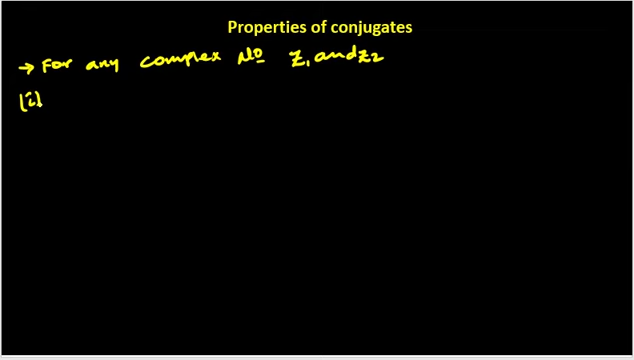 Properties of conjugates
→ For any complex No z₁ and z₂
[i]